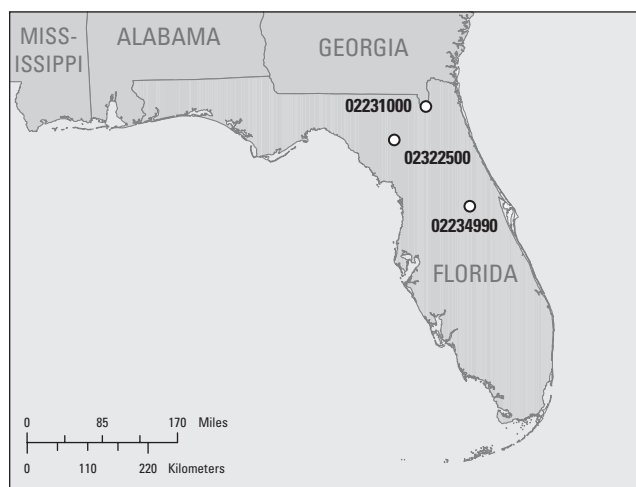 MISS-
ISSIPPI
ALABAMA
GEORGIA
02231000
02322500
02234990
FLORIDA
0 85 170 Miles
0 110 220 Kilometers